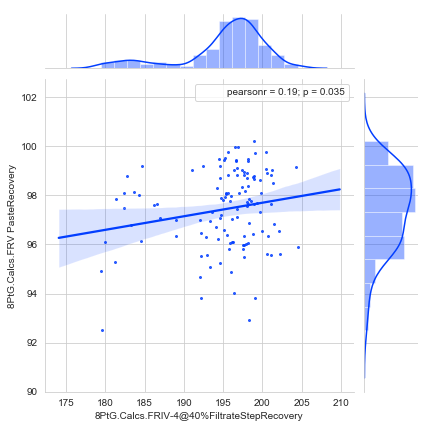 pearsonr = 0.19; p = 0.035
102
100
98
96
94
92
90
8PtG.Calcs.FRV PasteRecovery
175 180 185 190 195 200 205 210
8PtG.Calcs.FRIV-4@40%FiltrateStepRecovery